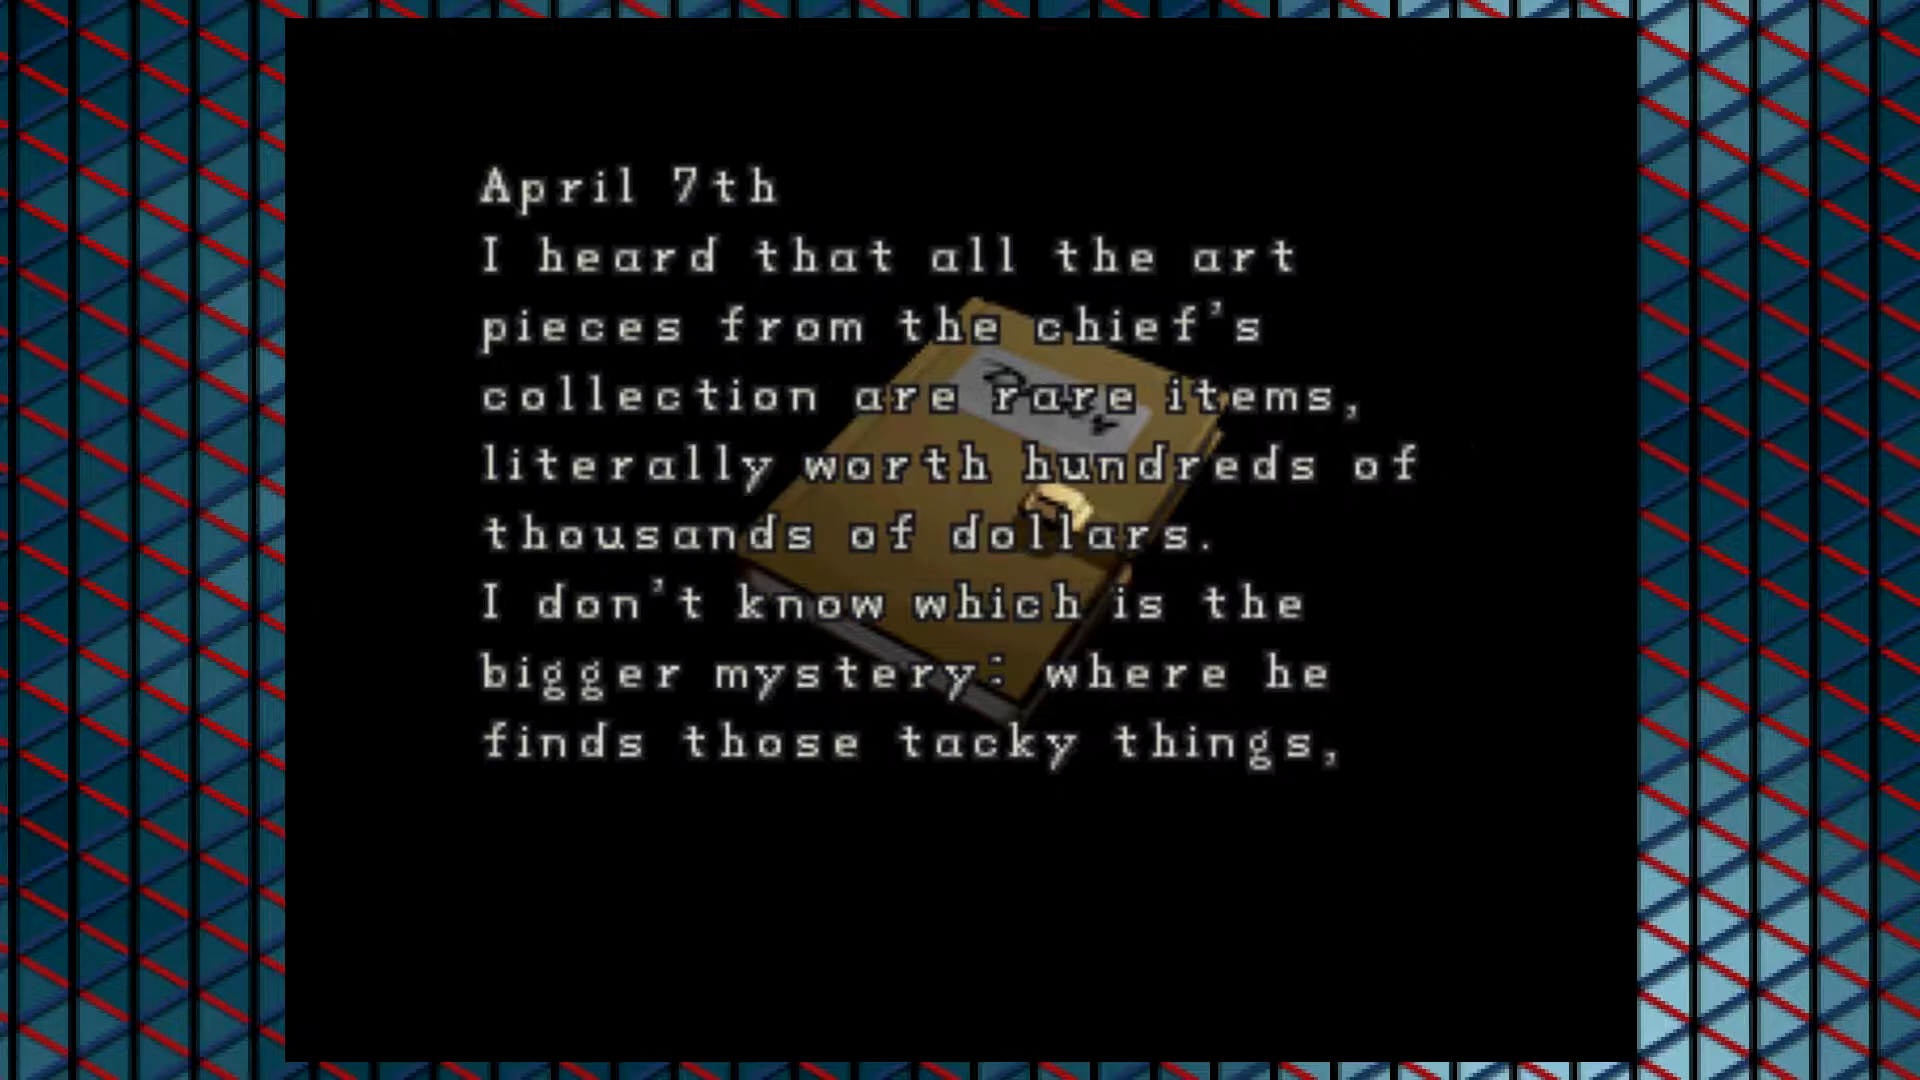 April 7th
I heard that all the art
pieces from the chief's
collection are rare items,
literally worth hundreds of
thousands of dollars.
I don't know which is the
bigger mystery: where he
finds those tacky things,